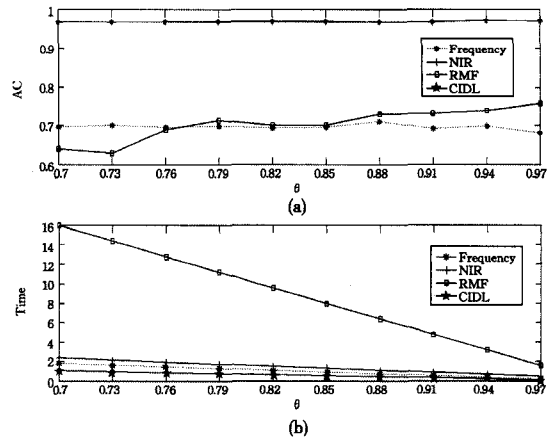 1
0.9
0.8
0.7
0.6
AC
Frequency
NIR
RMF
CIDL
0.7 0.73 0.76 0.79 0.82 0.85 0.88 0.91 0.94 0.97
θ
(a)
16
14
12
10
8
6
4
2
0
Time
Frequency
NIR
RMF
CIDL
0.7 0.73 0.76 0.79 0.82 0.85 0.88 0.91 0.94 0.97
θ
(b)